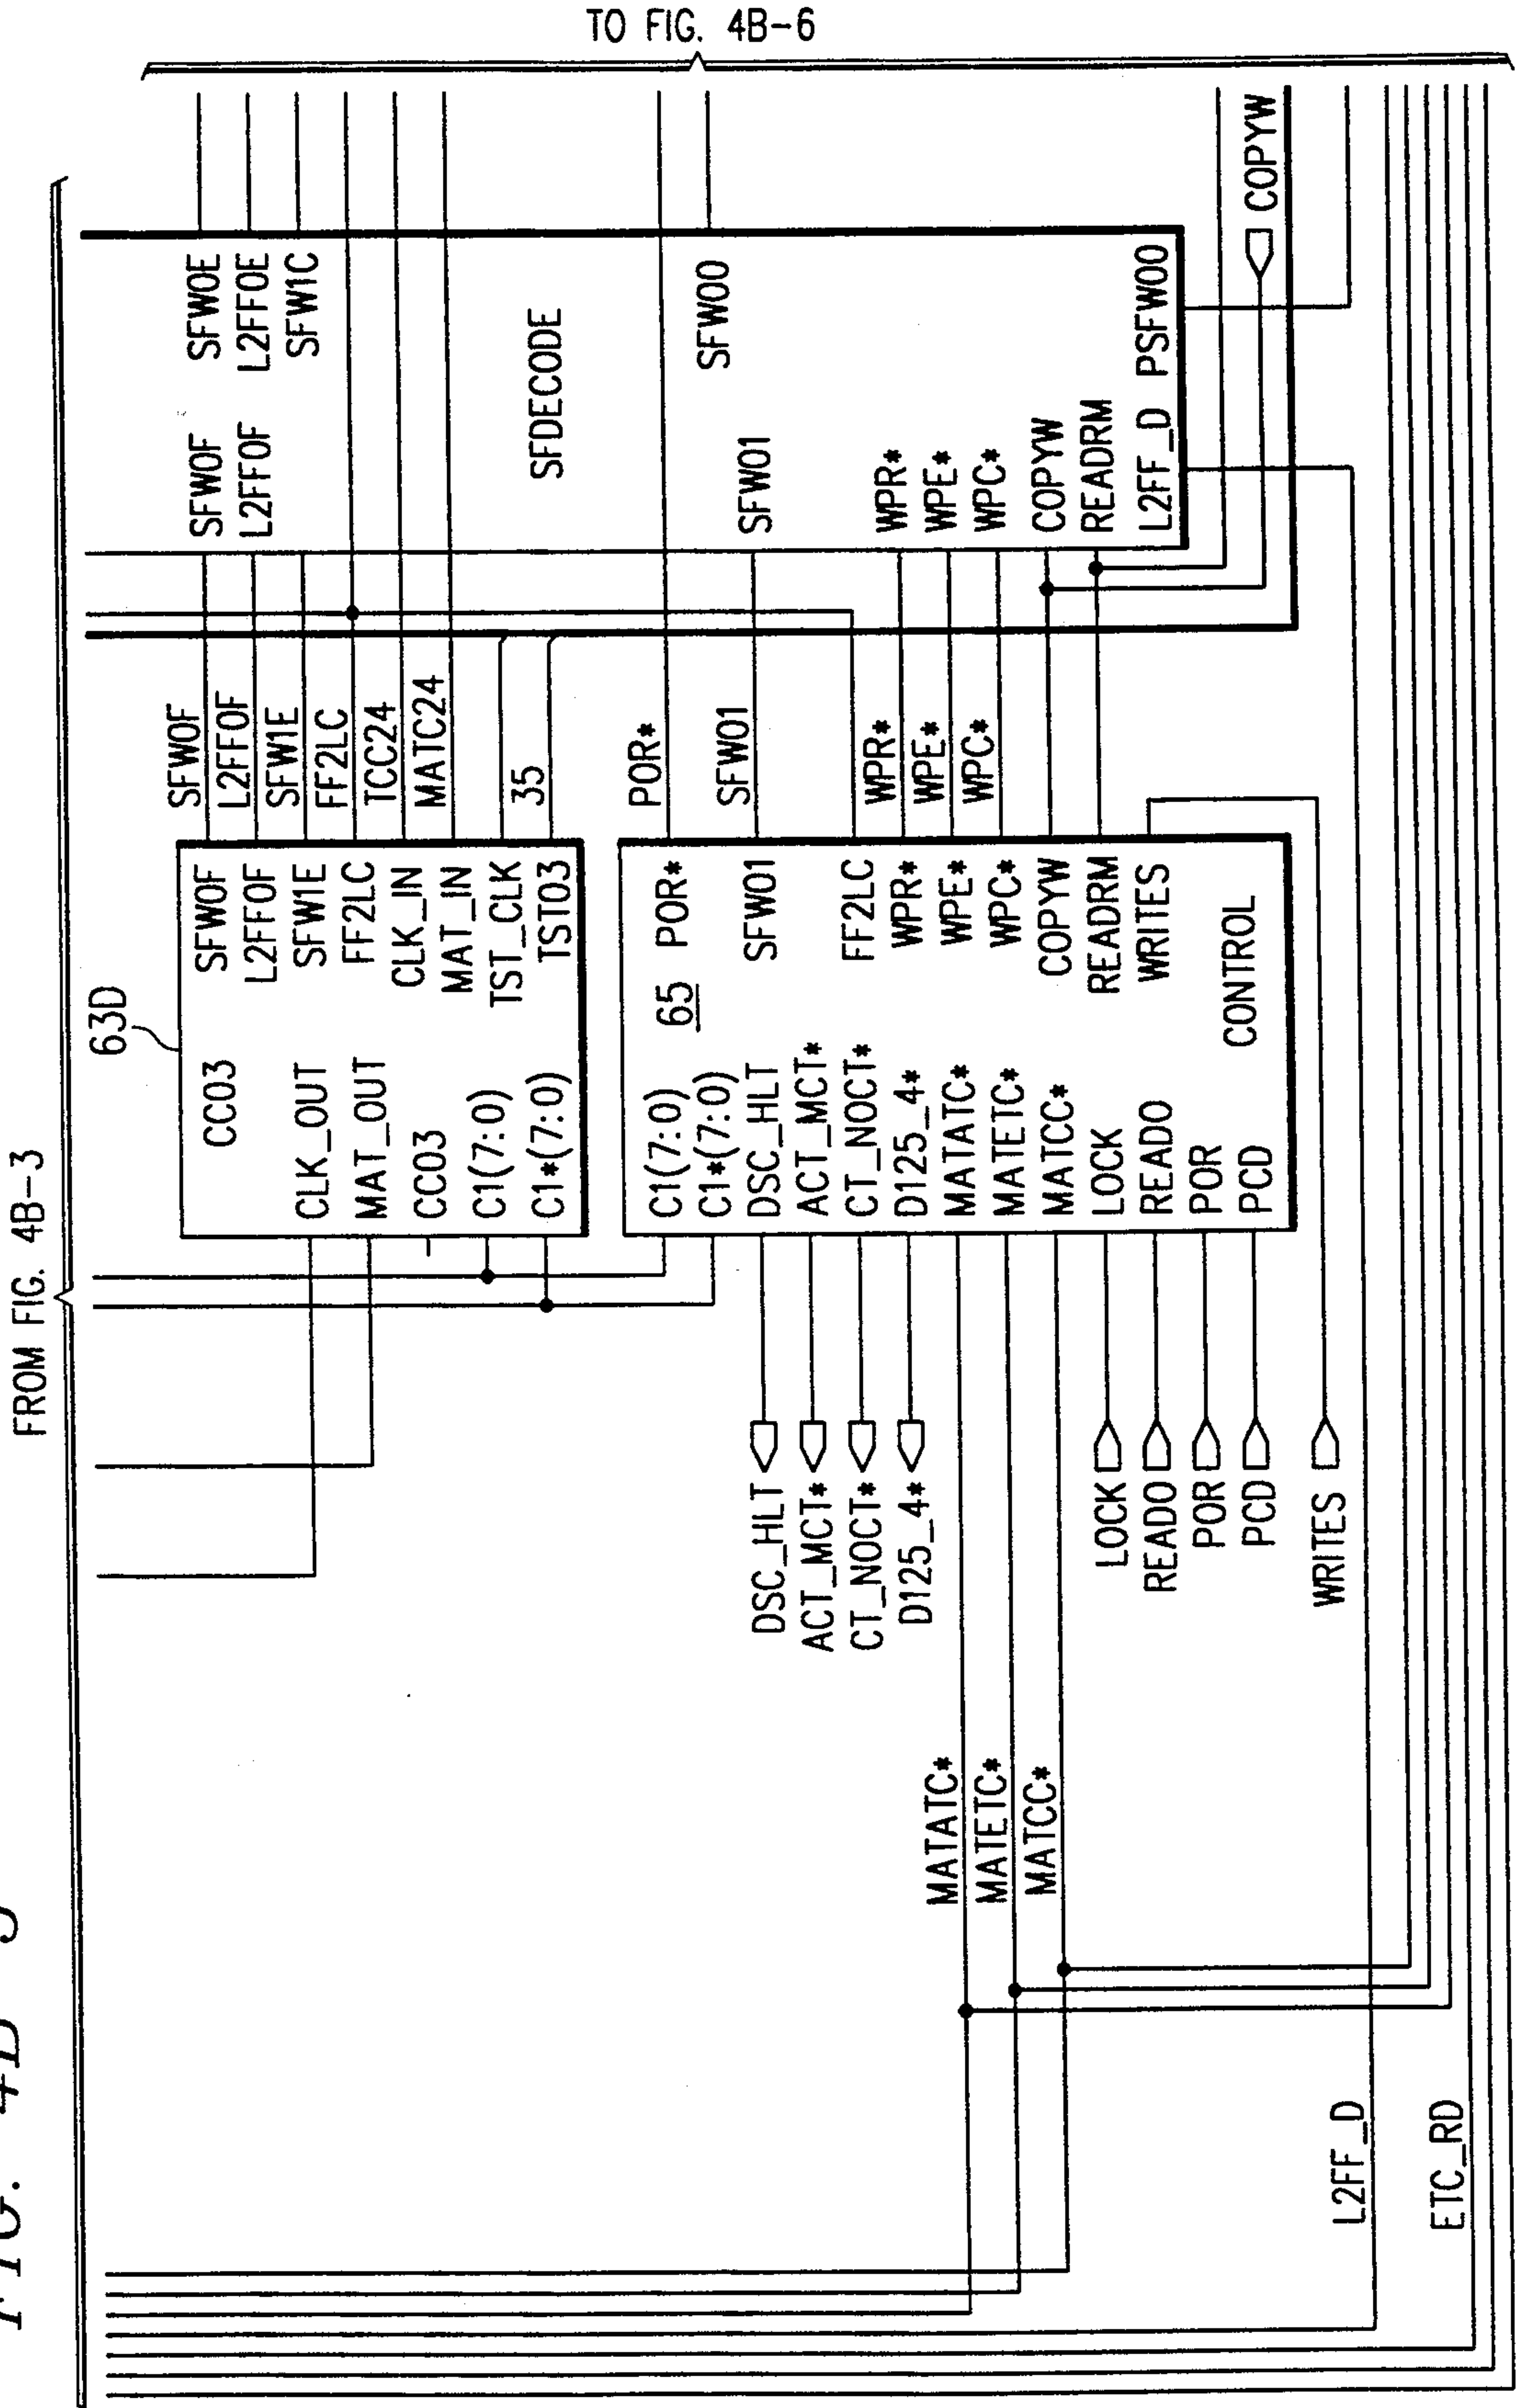 TO FIG. 4B-6
FROM FIG. 4B-3
63D
CC03
CLK_OUT
MAT_OUT
CC03
C1(7:0)
C1*(7:0)
SFW0F
L2FF0F
SFW1E
FF2LC
CLK_IN
MAT_IN
TST_CLK
TST03
SFW0F
L2FF0F
SFW1E
FF2LC
TCC24
MATC24
35
SFW0F
L2FF0F
SFW0E
L2FF0E
SFW1C
SFDECODE
SFW00
SFW01
WPR*
WPE*
WPC*
COPYW
READRM
L2FF_D
PSFW00
COPYW
POR*
SFW01
WPR*
WPE*
WPC*
65
POR*
SFW01
FF2LC
WPR*
WPE*
WPC*
COPYW
READRM
WRITES
CONTROL
C1(7:0)
C1*(7:0)
DSC_HLT
ACT_MCT*
CT_NOCT*
D125_4*
MATATC*
MATETC*
MATCC*
LOCK
READO
POR
PCD
DSC_HLT
ACT_MCT*
CT_NOCT*
D125_4*
LOCK
READO
POR
PCD
WRITES
MATATC*
MATETC*
MATCC*
L2FF_D
ETC_RD